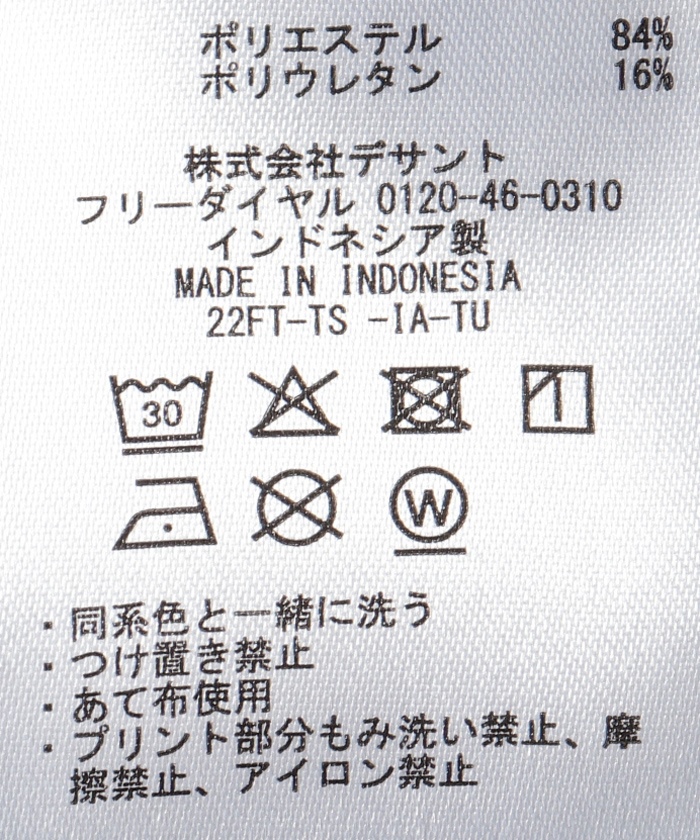 ポリエステル 84%
ポリウレタン 16%
株式会社デサント
フリーダイヤル 0120-46-0310
インドネシア製
MADE IN INDONESIA
22FT-TS -IA-TU
30
W
・同系色と一緒に洗う
・つけ置き禁止
・あて布使用
・プリント部分もみ洗い禁止、摩
擦禁止、アイロン禁止